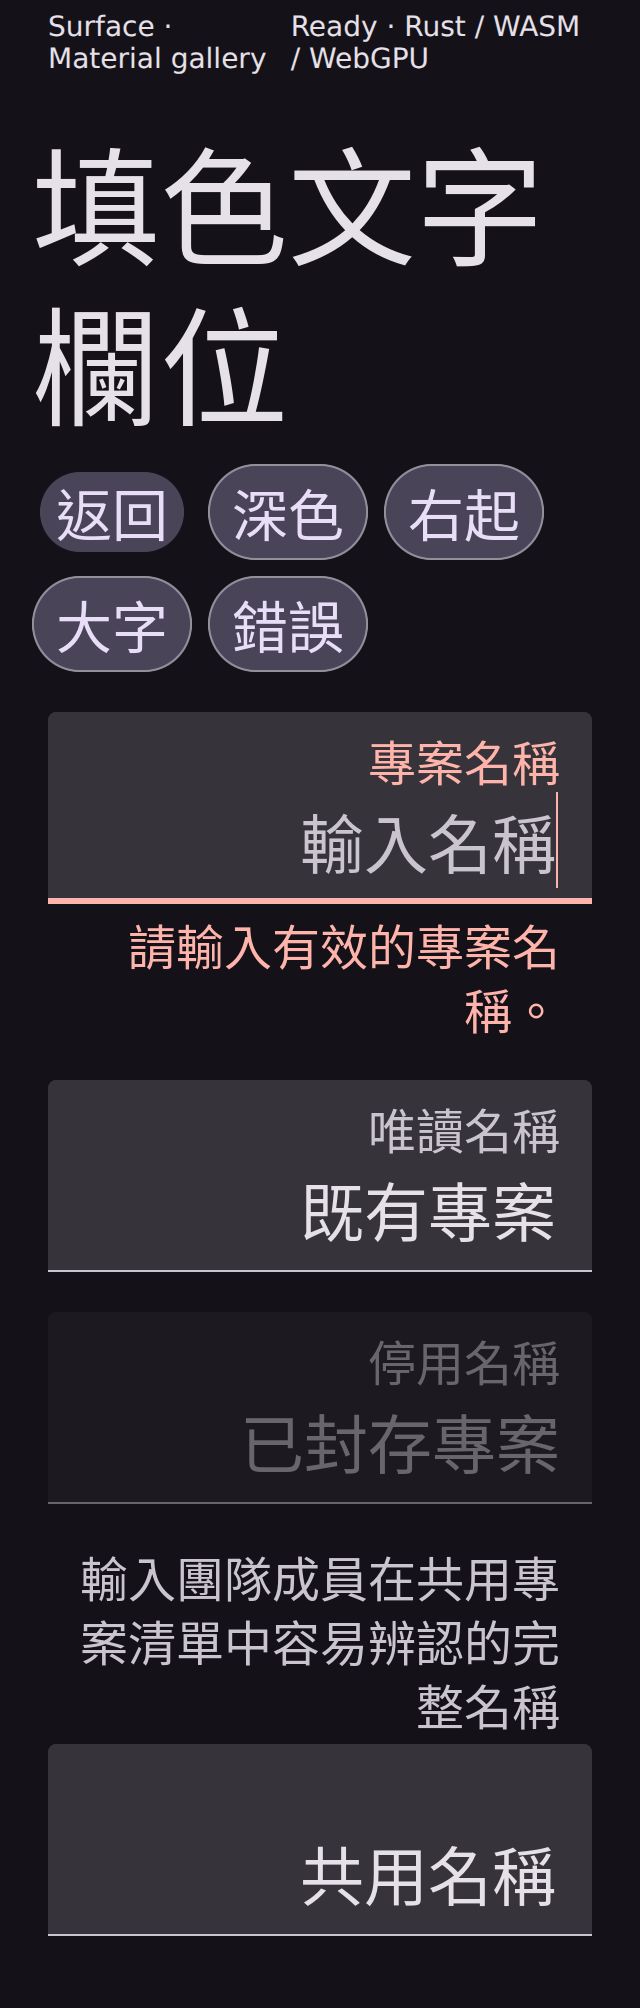 Surface ·
Material gallery
Ready · Rust / WASM
/ WebGPU
填色文字
欄位
返回
深色
右起
大字
錯誤
專案名稱
輸入名稱
請輸入有效的專案名
稱。
唯讀名稱
既有專案
停用名稱
已封存專案
輸入團隊成員在共用專
案清單中容易辨認的完
整名稱
共用名稱